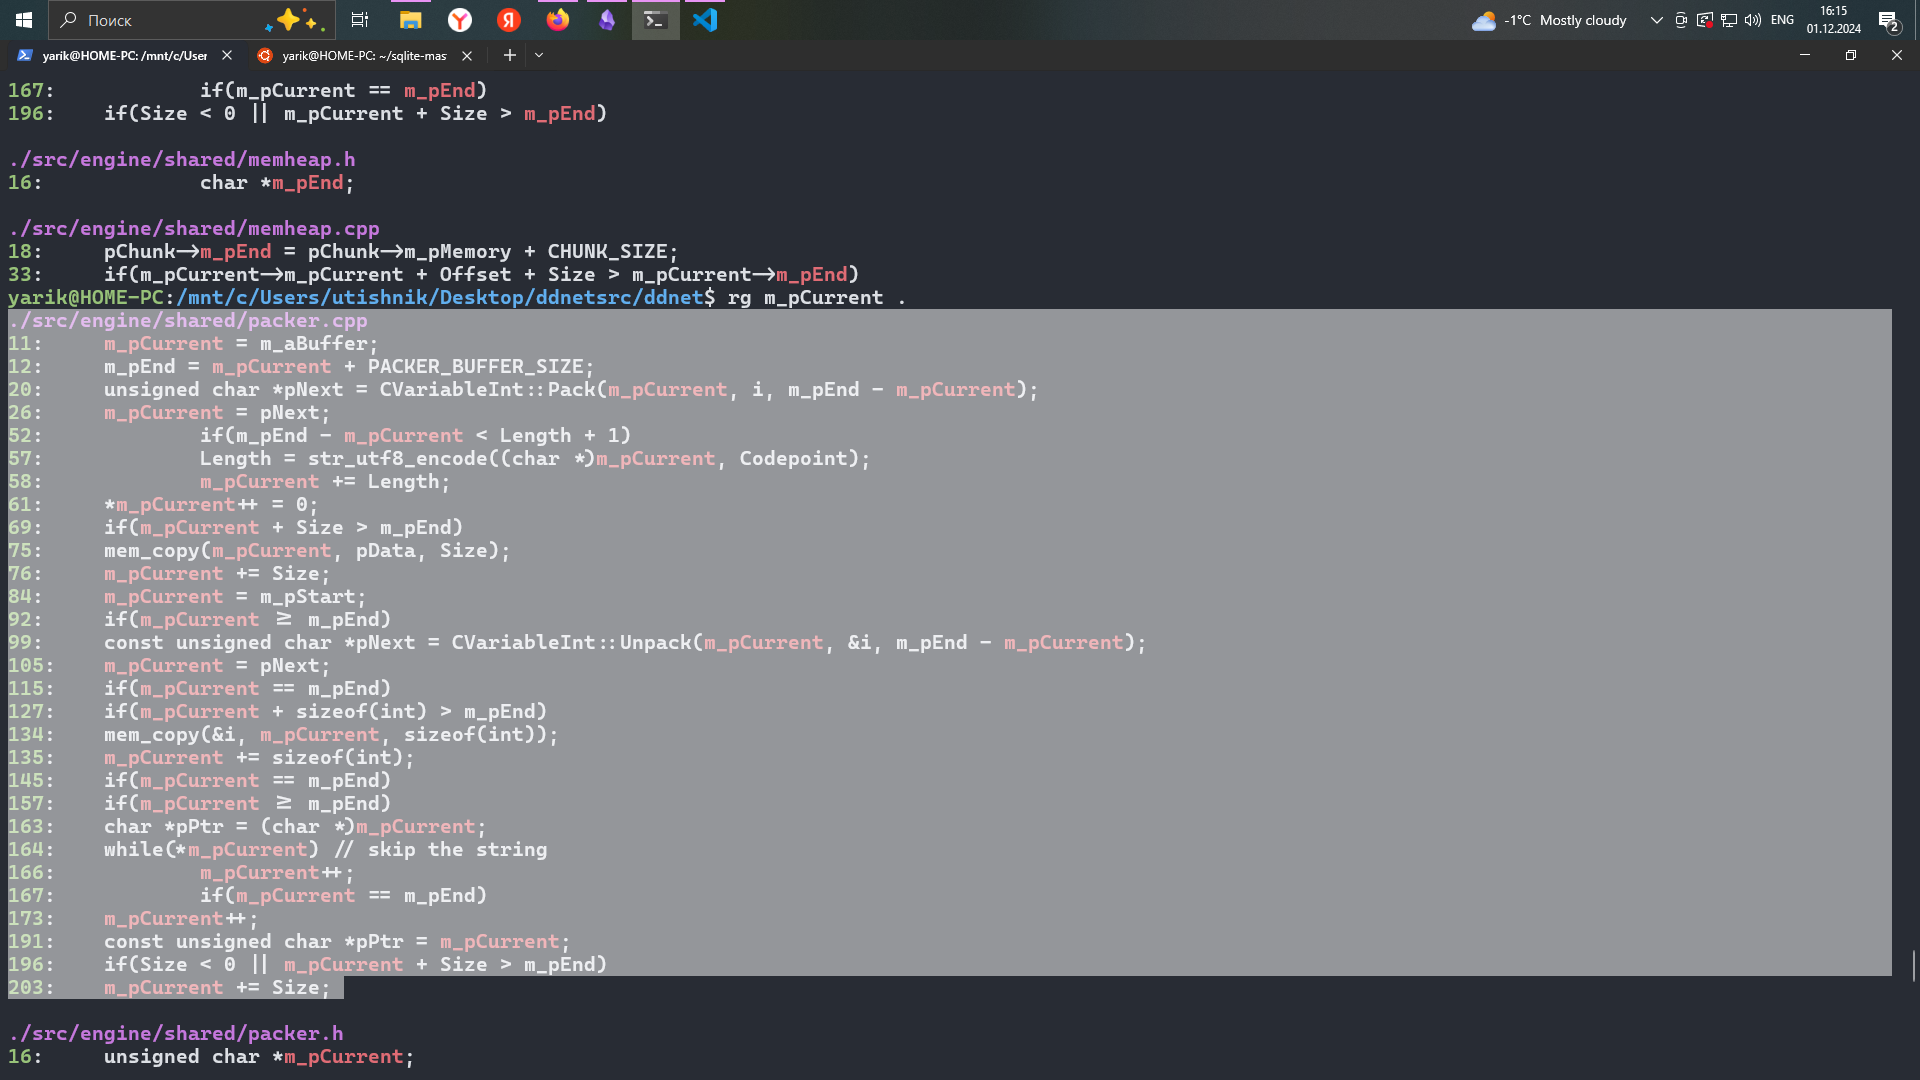 Поиск
-1°C Mostly cloudy
ENG
16:15
01.12.2024
2
yarik@HOME-PC: /mnt/c/User
yarik@HOME-PC: ~/sqlite-mas
167:             if(m_pCurrent == m_pEnd)
196:     if(Size < 0 || m_pCurrent + Size > m_pEnd)
./src/engine/shared/memheap.h
16:             char *m_pEnd;
./src/engine/shared/memheap.cpp
18:     pChunk->m_pEnd = pChunk->m_pMemory + CHUNK_SIZE;
33:     if(m_pCurrent->m_pCurrent + Offset + Size > m_pCurrent->m_pEnd)
yarik@HOME-PC:/mnt/c/Users/utishnik/Desktop/ddnetsrc/ddnet$ rg m_pCurrent .
./src/engine/shared/packer.cpp
11:     m_pCurrent = m_aBuffer;
12:     m_pEnd = m_pCurrent + PACKER_BUFFER_SIZE;
20:     unsigned char *pNext = CVariableInt::Pack(m_pCurrent, i, m_pEnd - m_pCurrent);
26:     m_pCurrent = pNext;
52:             if(m_pEnd - m_pCurrent < Length + 1)
57:             Length = str_utf8_encode((char *)m_pCurrent, Codepoint);
58:             m_pCurrent += Length;
61:     *m_pCurrent++ = 0;
69:     if(m_pCurrent + Size > m_pEnd)
75:     mem_copy(m_pCurrent, pData, Size);
76:     m_pCurrent += Size;
84:     m_pCurrent = m_pStart;
92:     if(m_pCurrent >= m_pEnd)
99:     const unsigned char *pNext = CVariableInt::Unpack(m_pCurrent, &i, m_pEnd - m_pCurrent);
105:    m_pCurrent = pNext;
115:    if(m_pCurrent == m_pEnd)
127:    if(m_pCurrent + sizeof(int) > m_pEnd)
134:    mem_copy(&i, m_pCurrent, sizeof(int));
135:    m_pCurrent += sizeof(int);
145:    if(m_pCurrent == m_pEnd)
157:    if(m_pCurrent >= m_pEnd)
163:    char *pPtr = (char *)m_pCurrent;
164:    while(*m_pCurrent) // skip the string
166:            m_pCurrent++;
167:            if(m_pCurrent == m_pEnd)
173:    m_pCurrent++;
191:    const unsigned char *pPtr = m_pCurrent;
196:    if(Size < 0 || m_pCurrent + Size > m_pEnd)
203:    m_pCurrent += Size;
./src/engine/shared/packer.h
16:     unsigned char *m_pCurrent;